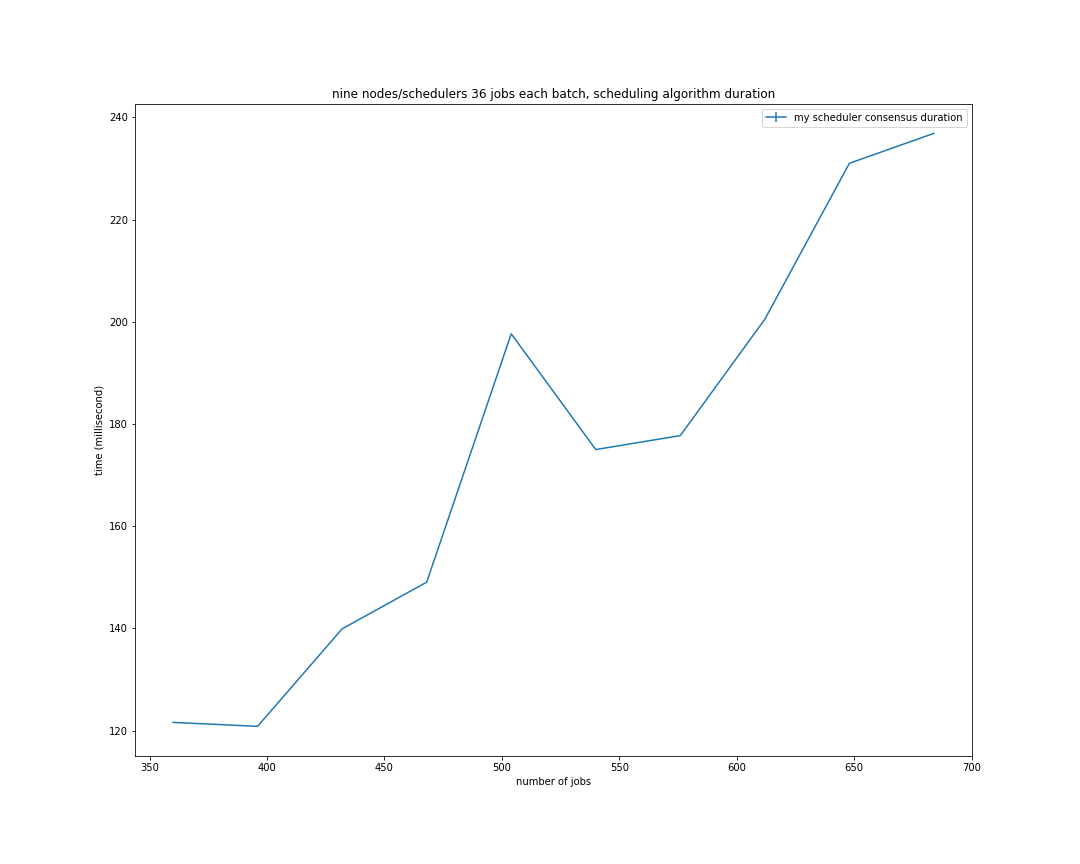 nine nodes/schedulers 36 jobs each batch, scheduling algorithm duration
my scheduler consensus duration
240
220
200
180
160
140
120
time (millisecond)
350 400 450 500 550 600 650 700
number of jobs